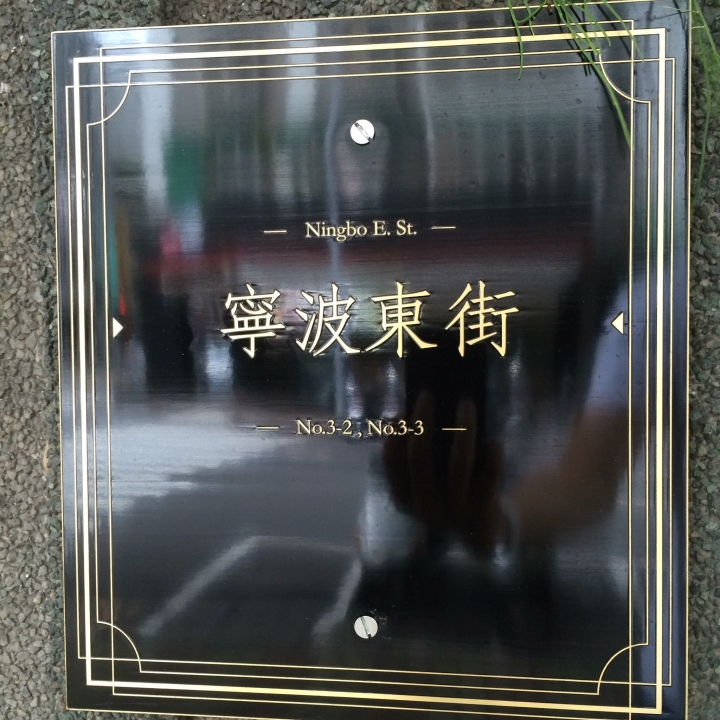 — Ningbo E. St. —
寧波東街
— No.3-2 , No.3-3 —